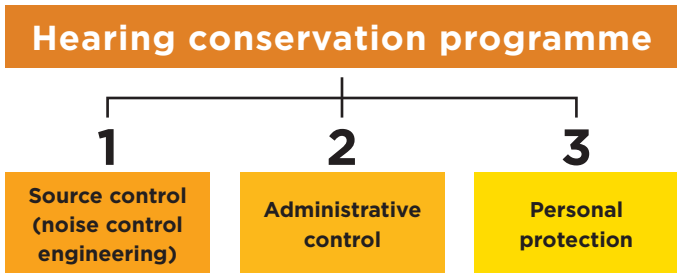 Hearing conservation programme
1
2
3
Source control
(noise control
engineering)
Administrative
control
Personal
protection